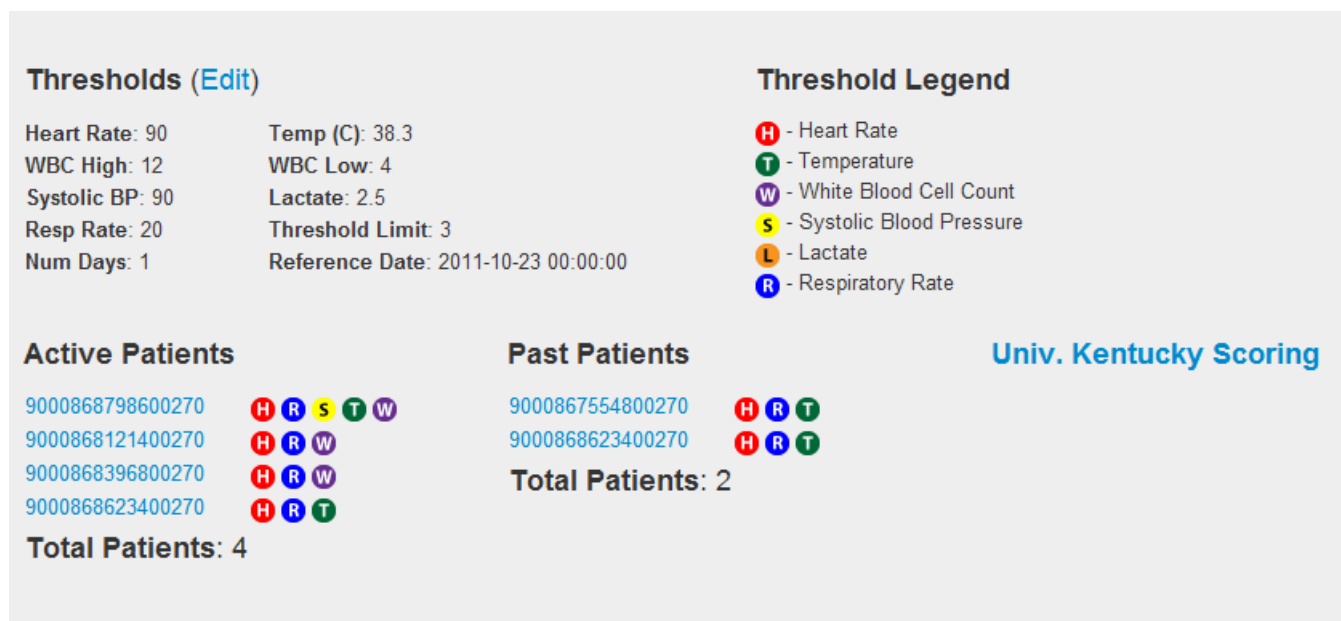 Thresholds (Edit)
Heart Rate: 90 Temp (C): 38.3
WBC High: 12 WBC Low: 4
Systolic BP: 90 Lactate: 2.5
Resp Rate: 20 Threshold Limit: 3
Num Days: 1 Reference Date: 2011-10-23 00:00:00
Threshold Legend
H - Heart Rate
T - Temperature
W - White Blood Cell Count
S - Systolic Blood Pressure
L - Lactate
R - Respiratory Rate
Active Patients
9000868798600270 H R S T W
9000868121400270 H R W
9000868396800270 H R W
9000868623400270 H R T
Total Patients: 4
Past Patients
9000867554800270 H R T
9000868623400270 H R T
Total Patients: 2
Univ. Kentucky Scoring